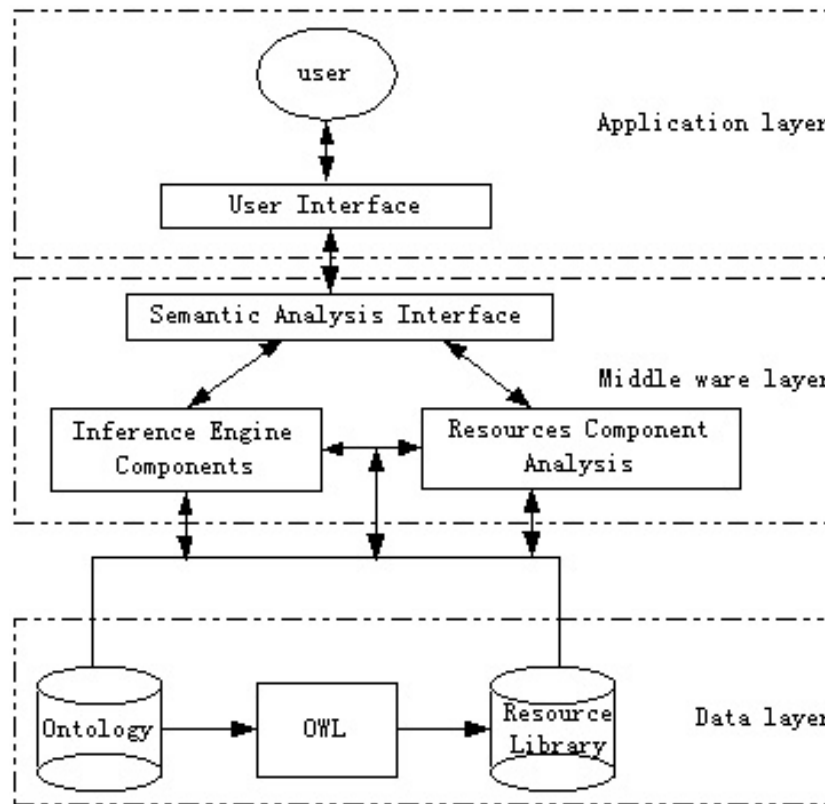 user
Application layer
User Interface
Semantic Analysis Interface
Middle ware layer
Inference Engine
Components
Resources Component
Analysis
Ontology
OWL
Resource
Library
Data layer